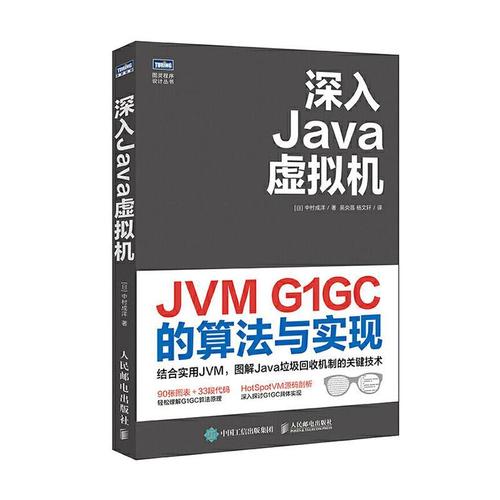 TURING
图灵程序
设计丛书
深入
Java
虚拟机
[日] 中村成洋 / 著 吴炎昌 杨文轩 / 译
JVM G1GC
的算法与实现
结合实用JVM，图解Java垃圾回收机制的关键技术
90张图表 + 33段代码
轻松理解G1GC算法原理
HotSpotVM源码剖析
深入探讨G1GC具体实现
中国工信出版集团
人民邮电出版社
深入Java虚拟机
[日] 中村成洋 著
人民邮电出版社